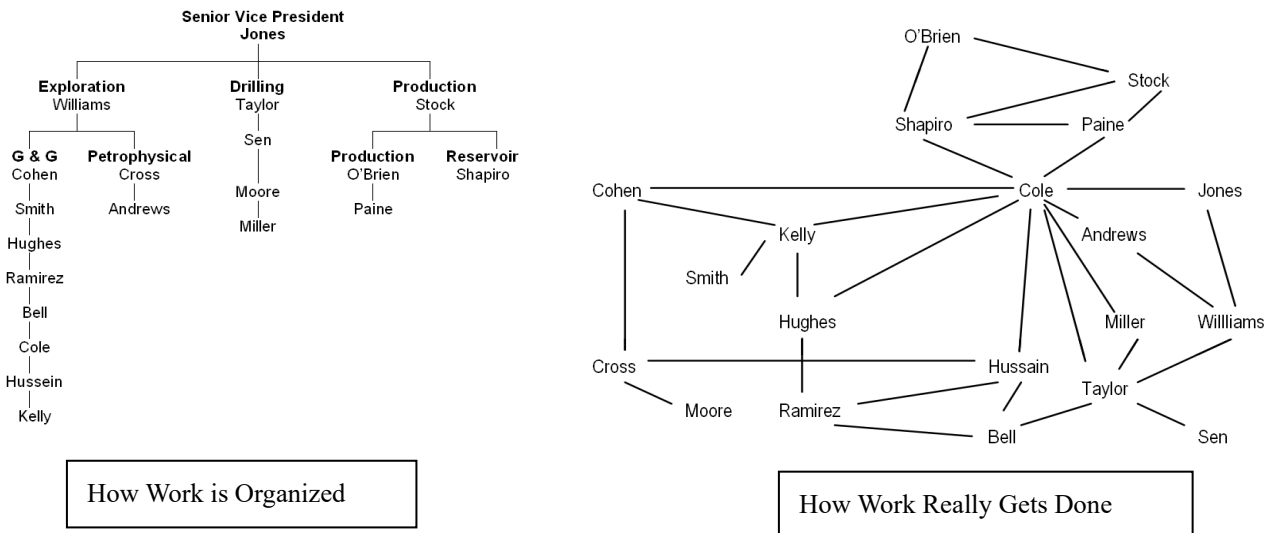 Senior Vice President
Jones
Exploration
Williams
Drilling
Taylor
Production
Stock
G & G
Cohen
Petrophysical
Cross
Sen
Production
O'Brien
Reservoir
Shapiro
Smith
Andrews
Moore
Paine
Miller
Hughes
Ramirez
Bell
Cole
Hussein
Kelly
How Work is Organized
O'Brien
Stock
Shapiro
Paine
Cohen
Cole
Jones
Kelly
Andrews
Smith
Hughes
Miller
Willliams
Cross
Hussain
Taylor
Moore
Ramirez
Bell
Sen
How Work Really Gets Done